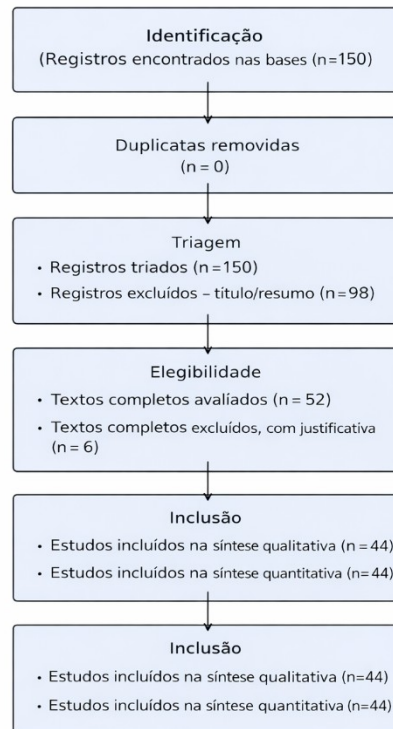 Identificação
(Registros encontrados nas bases (n=150)
Duplicatas removidas
(n = 0)
Triagem
• Registros triados (n=150)
• Registros excluídos – titulo/resumo (n=98)
Elegibilidade
• Textos completos avalíados (n = 52)
• Textos completos excluídos, com justificativa
(n = 6)
Inclusão
• Estudos incluídos na síntese qualitativa (n=44)
• Estudos incluídos na síntese quantitativa (n=44)
Inclusão
• Estudos incluídos na síntese qualitativa (n=44)
• Estudos incluídos na síntese quantitativa (n=44)